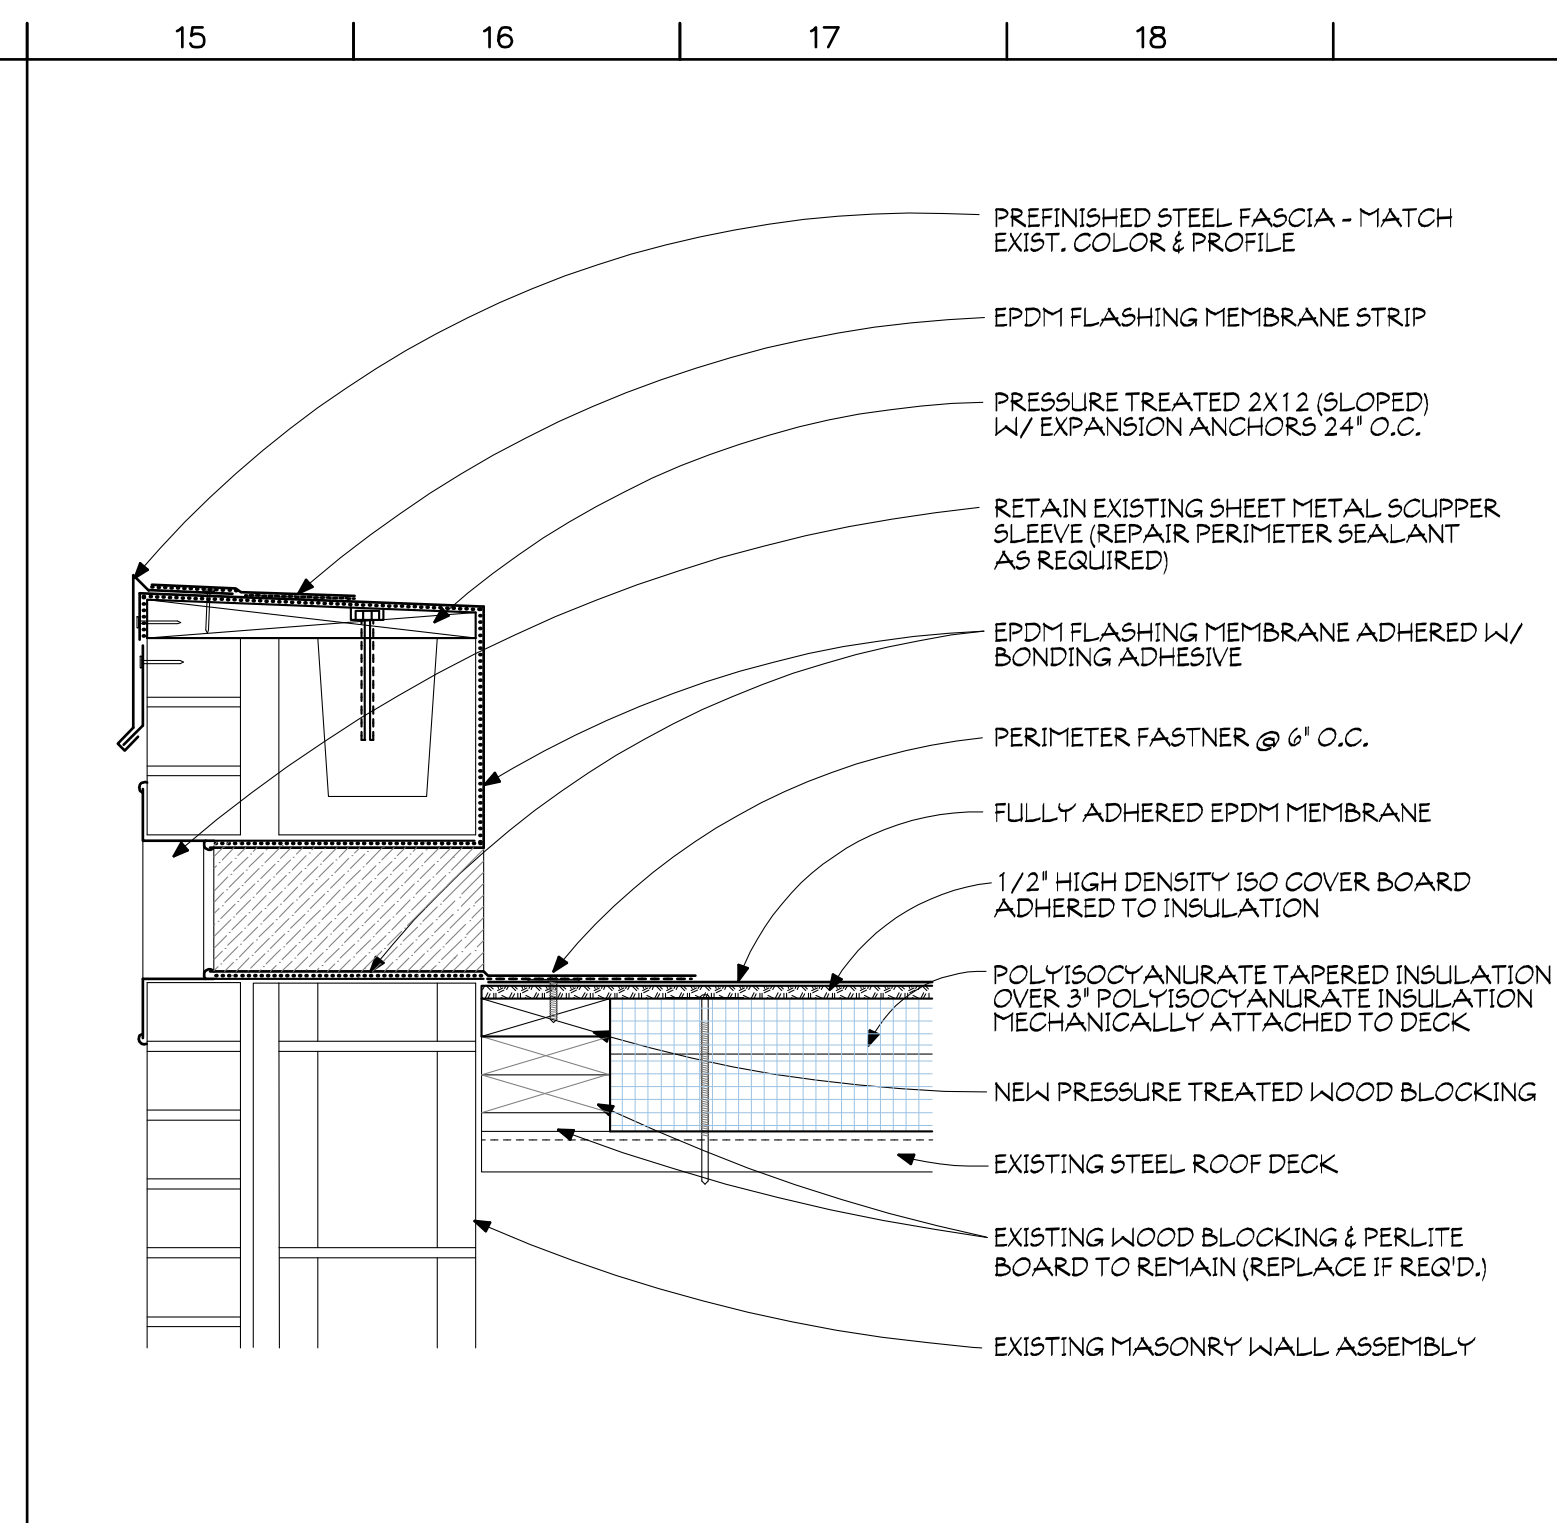 15 16 17 18
PREFINISHED STEEL FASCIA - MATCH
EXIST. COLOR & PROFILE
EPDM FLASHING MEMBRANE STRIP
PRESSURE TREATED 2X12 (SLOPED)
W/ EXPANSION ANCHORS 24" O.C.
RETAIN EXISTING SHEET METAL SCUPPER
SLEEVE (REPAIR PERIMETER SEALANT
AS REQUIRED)
EPDM FLASHING MEMBRANE ADHERED W/
BONDING ADHESIVE
PERIMETER FASTNER @ 6" O.C.
FULLY ADHERED EPDM MEMBRANE
1/2" HIGH DENSITY ISO COVER BOARD
ADHERED TO INSULATION
POLYISOCYANURATE TAPERED INSULATION
OVER 3" POLYISOCYANURATE INSULATION
MECHANICALLY ATTACHED TO DECK
NEW PRESSURE TREATED WOOD BLOCKING
EXISTING STEEL ROOF DECK
EXISTING WOOD BLOCKING & PERLITE
BOARD TO REMAIN (REPLACE IF REQ'D.)
EXISTING MASONRY WALL ASSEMBLY